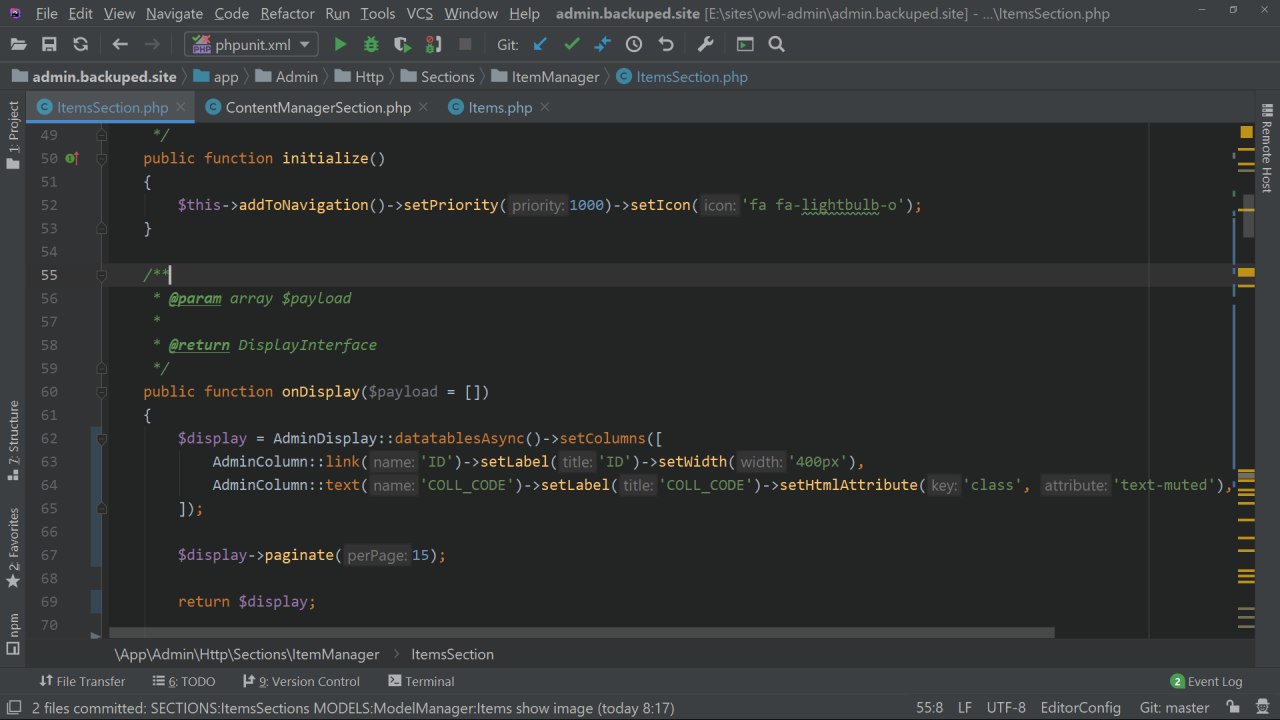 File Edit View Navigate Code Refactor Run Tools VCS Window Help admin.backuped.site [E:\sites\owl-admin\admin.backuped.site] - ...\ItemsSection.php
phpunit.xml Git:
admin.backuped.site app Admin Http Sections ItemManager ItemsSection.php
ItemsSection.php ContentManagerSection.php Items.php
1: Project
7: Structure
2: Favorites
npm
Remote Host
49 */
50 public function initialize()
51 {
52 $this->addToNavigation()->setPriority( priority: 1000)->setIcon( icon: 'fa fa-lightbulb-o');
53 }
54
55 /**
56 * @param array $payload
57 *
58 * @return DisplayInterface
59 */
60 public function onDisplay($payload = [])
61 {
62 $display = AdminDisplay::datatablesAsync()->setColumns([
63 AdminColumn::link( name: 'ID')->setLabel( title: 'ID')->setWidth( width: '400px'),
64 AdminColumn::text( name: 'COLL_CODE')->setLabel( title: 'COLL_CODE')->setHtmlAttribute( key: 'class', attribute: 'text-muted'),
65 ]);
66
67 $display->paginate( perPage: 15);
68
69 return $display;
70
\App\Admin\Http\Sections\ItemManager ItemsSection
File Transfer 6: TODO 9: Version Control Terminal 2 Event Log
2 files committed: SECTIONS:ItemsSections MODELS:ModelManager:Items show image (today 8:17) 55:8 LF UTF-8 EditorConfig Git: master